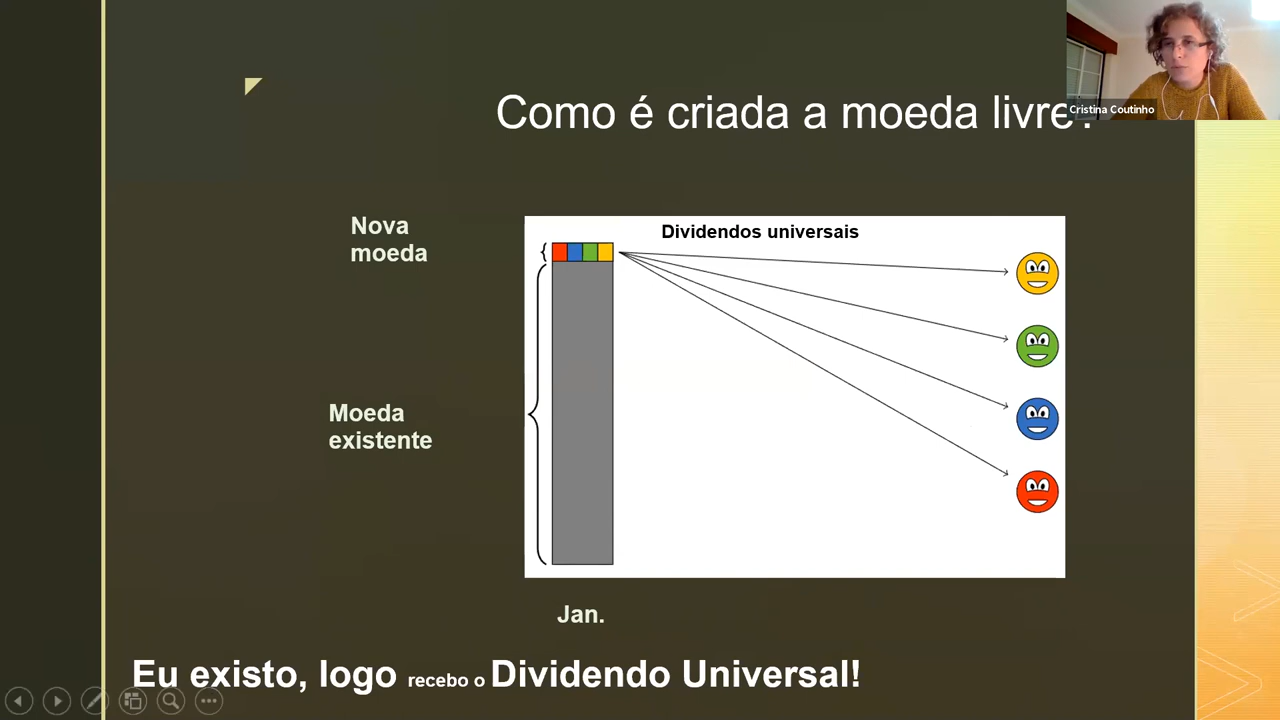 Como é criada a moeda livre?
Cristina Coutinho
Nova
moeda
Dividendos universais
Moeda
existente
Jan.
Eu existo, logo recebo o Dividendo Universal!